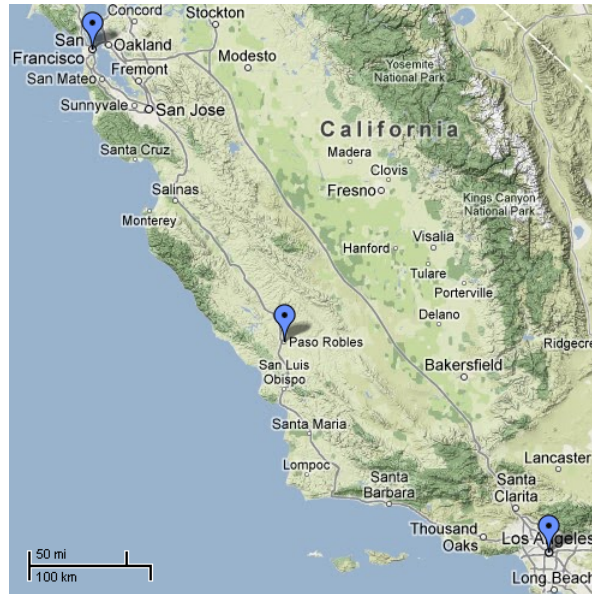 Concord
Stockton
San
Francisco
Oakland
Modesto
Yosemite
National Park
San Mateo
Fremont
Sunnyvale
San Jose
California
Santa Cruz
Madera
Clovis
Fresno
Salinas
Kings Canyon
National Park
Monterey
Hanford
Visalia
Tulare
Porterville
Delano
Paso Robles
Ridgecre
San Luis
Obispo
Bakersfield
Santa Maria
Lompoc
Lancaster
Santa
Barbara
Santa
Clarita
Thousand
Oaks
Los Angeles
50 mi
100 km
Long Beach